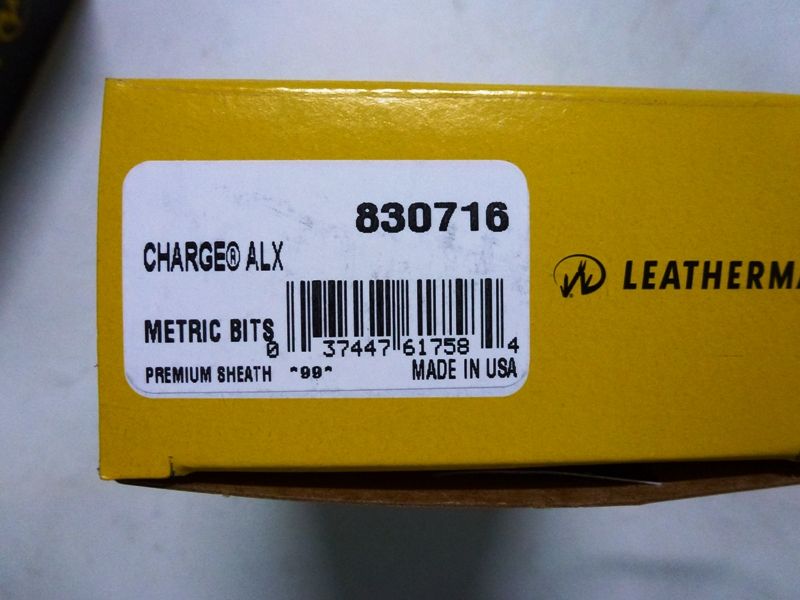 830716
CHARGE® ALX
METRIC BITS
0 37447 61758 4
PREMIUM SHEATH *99* MADE IN USA
LEATHERMA